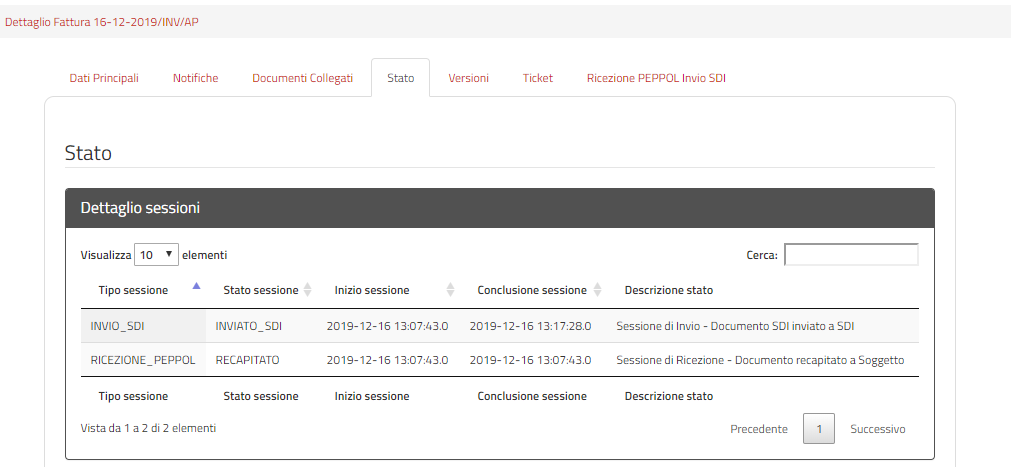 Dettaglio Fattura 16-12-2019/INV/AP
Dati Principali Notifiche Documenti Collegati Stato Versioni Ticket Ricezione PEPPOL Invio SDI
Stato
Dettaglio sessioni
Visualizza 10 elementi Cerca:
Tipo sessione Stato sessione Inizio sessione Conclusione sessione Descrizione stato
INVIO_SDI INVIATO_SDI 2019-12-16 13:07:43.0 2019-12-16 13:17:28.0 Sessione di Invio - Documento SDI inviato a SDI
RICEZIONE_PEPPOL RECAPITATO 2019-12-16 13:07:43.0 2019-12-16 13:07:43.0 Sessione di Ricezione - Documento recapitato a Soggetto
Tipo sessione Stato sessione Inizio sessione Conclusione sessione Descrizione stato
Vista da 1 a 2 di 2 elementi Precedente 1 Successivo